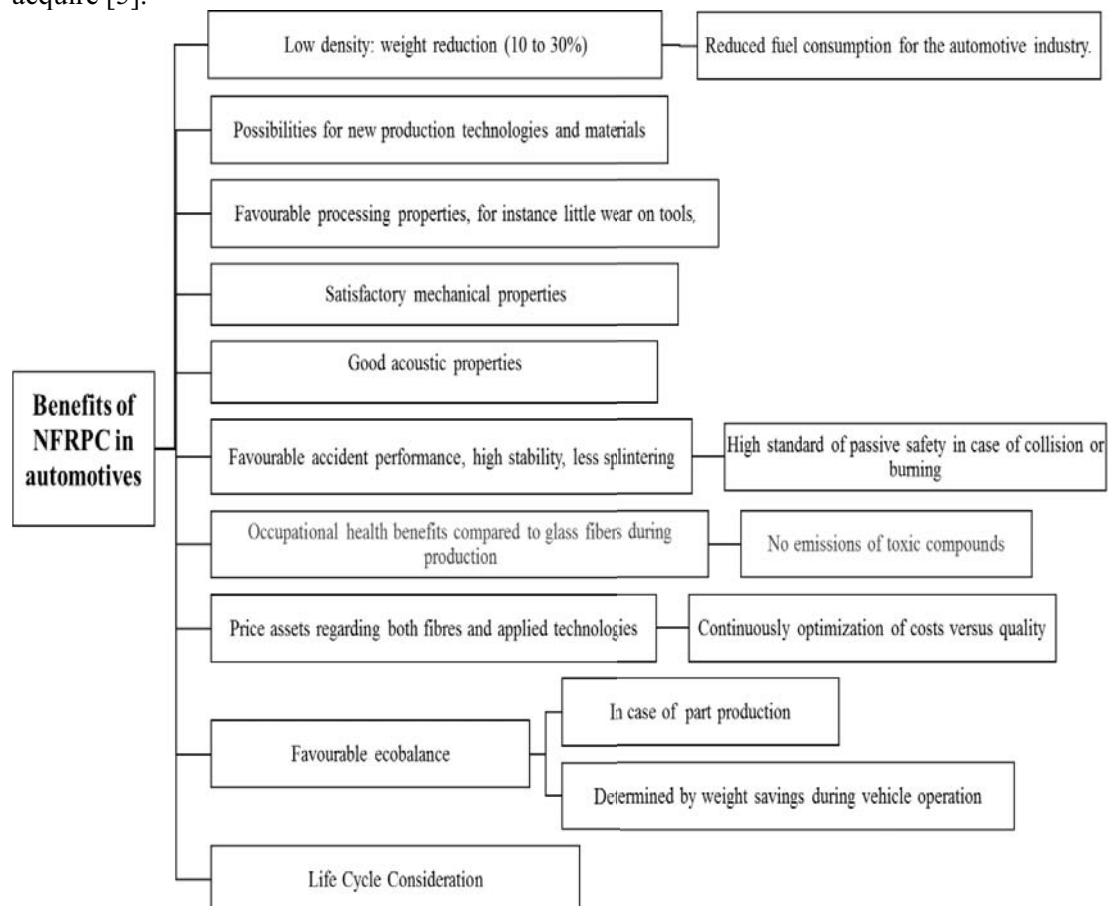 acquire [5].
Low density: weight reduction (10 to 30%)
Reduced fuel consumption for the automotive industry.
Possibilities for new production technologies and materials
Favourable processing properties, for instance little wear on tools,
Satisfactory mechanical properties
Good acoustic properties
Benefits of
NFRPC in
automotives
Favourable accident performance, high stability, less splintering
High standard of passive safety in case of collision or
burning
Occupational health benefits compared to glass fibers during
production
No emissions of toxic compounds
Price assets regarding both fibres and applied technologies
Continuously optimization of costs versus quality
Favourable ecobalance
In case of part production
Determined by weight savings during vehicle operation
Life Cycle Consideration